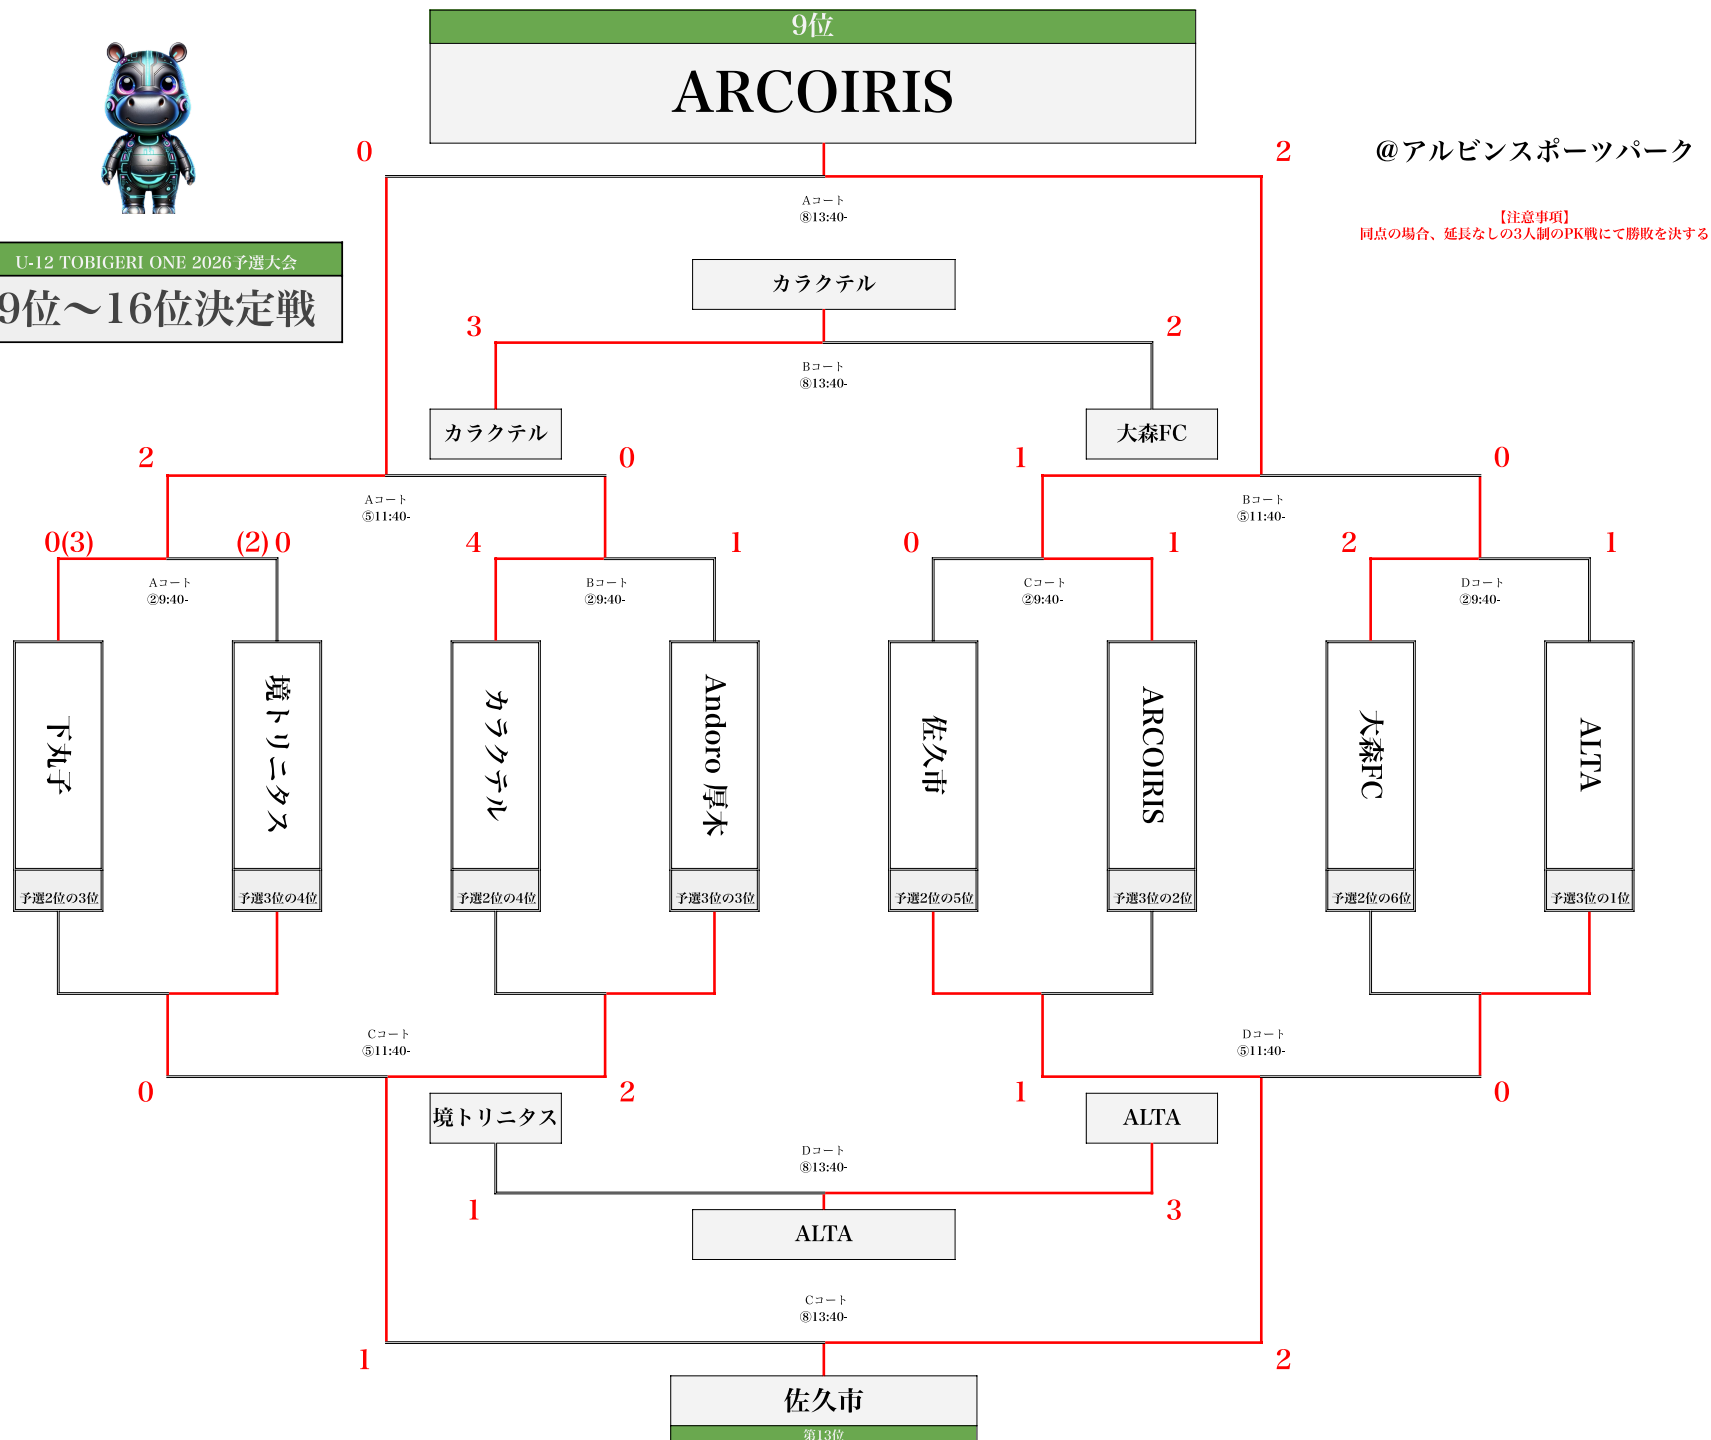 9位
ARCOIRIS
0
2
@アルビンスポーツパーク
Aコート
⑧13:40-
【注意事項】
同点の場合、延長なしの3人制のPK戦にて勝敗を決する
U-12 TOBIGERI ONE 2026予選大会
9位〜16位決定戦
カラクテル
3
2
Bコート
⑧13:40-
カラクテル
大森FC
2
0
1
0
Aコート
⑤11:40-
Bコート
⑤11:40-
0(3)
(2) 0
4
1
0
1
2
1
Aコート
②9:40-
Bコート
②9:40-
Cコート
②9:40-
Dコート
②9:40-
下丸子
境トリニタス
カラクテル
Andoro 厚木
佐久市
ARCOIRIS
大森FC
ALTA
予選2位の3位
予選3位の4位
予選2位の4位
予選3位の3位
予選2位の5位
予選3位の2位
予選2位の6位
予選3位の1位
Cコート
⑤11:40-
Dコート
⑤11:40-
0
2
1
0
境トリニタス
ALTA
Dコート
⑧13:40-
1
3
ALTA
Cコート
⑧13:40-
1
2
佐久市
第13位